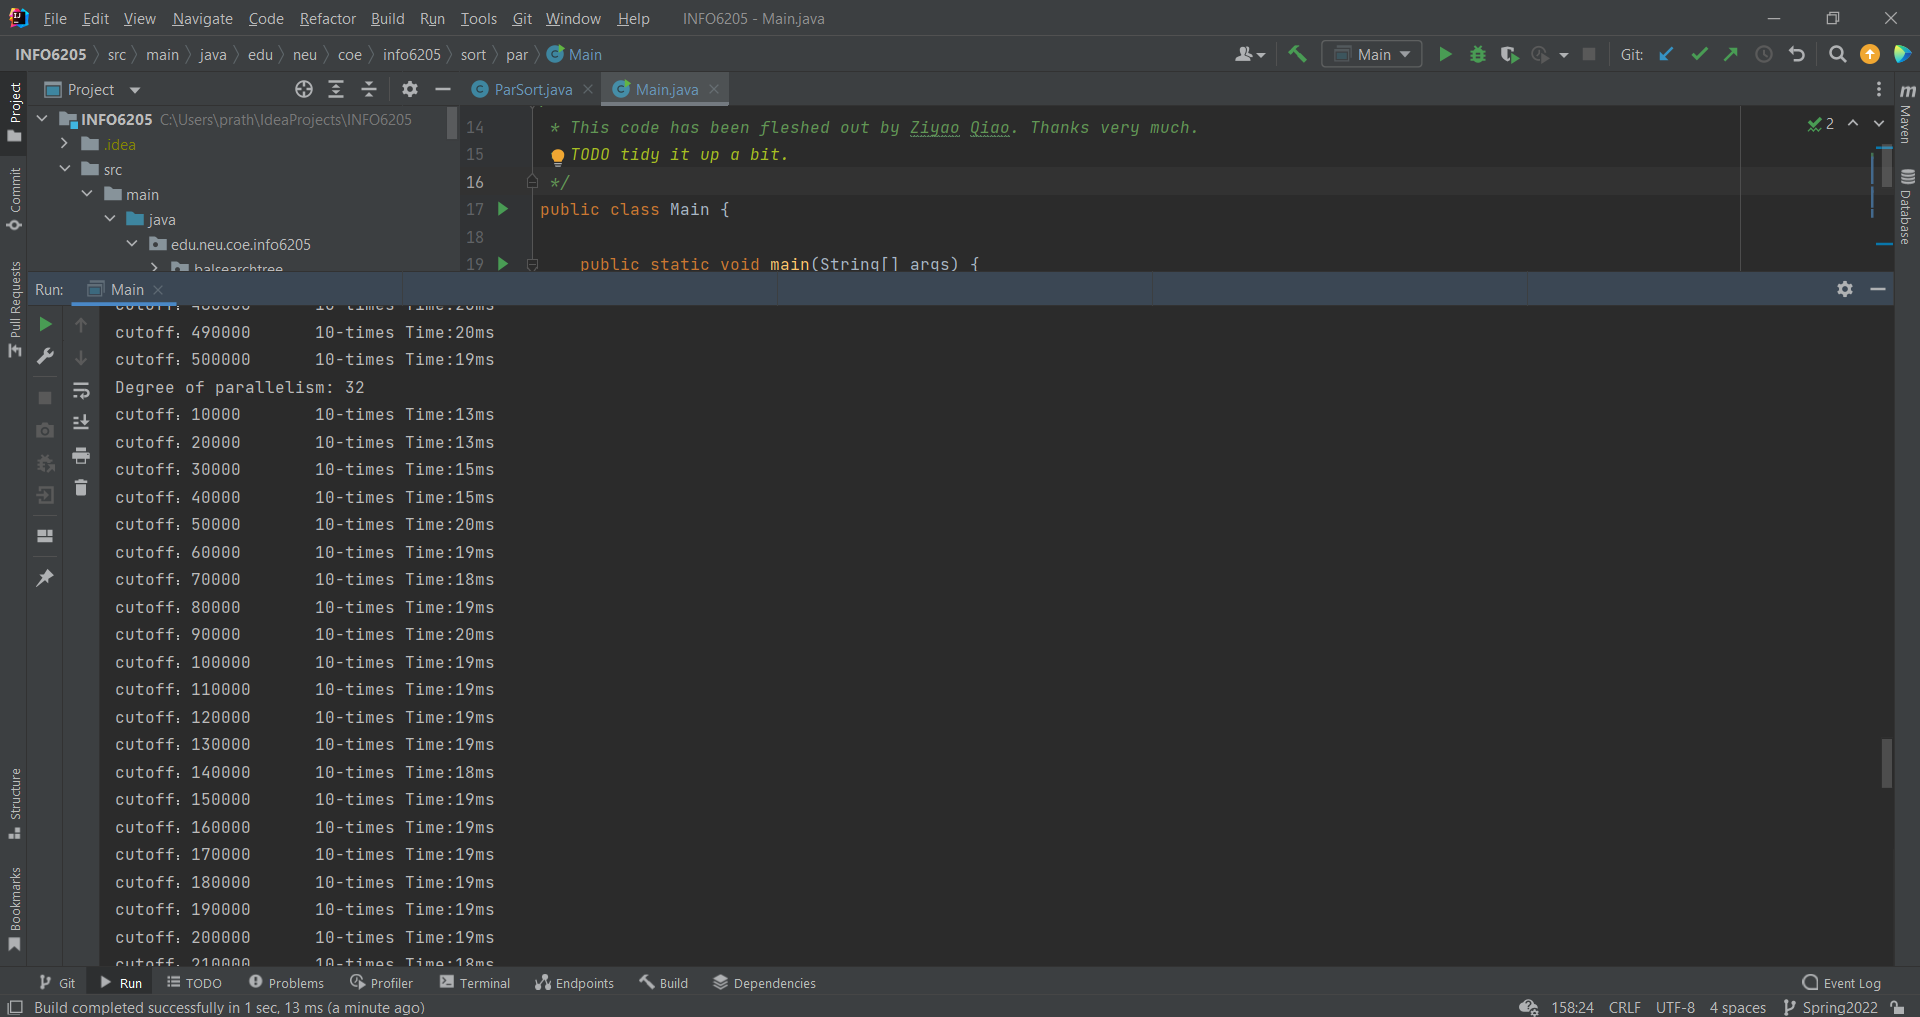 File Edit View Navigate Code Refactor Build Run Tools Git Window Help INFO6205 - Main.java
INFO6205 src main java edu neu coe info6205 sort par Main Main Git:
Project ParSort.java Main.java
INFO6205 C:\Users\prath\IdeaProjects\INFO6205
.idea
src
main
java
edu.neu.coe.info6205
balsearchtree
14 * This code has been fleshed out by Ziyao Qiao. Thanks very much.
15 TODO tidy it up a bit.
16 */
17 public class Main {
18
19 public static void main(String[] args) {
2
Run: Main
cutoff：480000 10-times Time:20ms
cutoff：490000 10-times Time:20ms
cutoff：500000 10-times Time:19ms
Degree of parallelism: 32
cutoff：10000 10-times Time:13ms
cutoff：20000 10-times Time:13ms
cutoff：30000 10-times Time:15ms
cutoff：40000 10-times Time:15ms
cutoff：50000 10-times Time:20ms
cutoff：60000 10-times Time:19ms
cutoff：70000 10-times Time:18ms
cutoff：80000 10-times Time:19ms
cutoff：90000 10-times Time:20ms
cutoff：100000 10-times Time:19ms
cutoff：110000 10-times Time:19ms
cutoff：120000 10-times Time:19ms
cutoff：130000 10-times Time:19ms
cutoff：140000 10-times Time:18ms
cutoff：150000 10-times Time:19ms
cutoff：160000 10-times Time:19ms
cutoff：170000 10-times Time:19ms
cutoff：180000 10-times Time:19ms
cutoff：190000 10-times Time:19ms
cutoff：200000 10-times Time:19ms
cutoff：210000 10-times Time:18ms
Project
Commit
Pull Requests
Structure
Bookmarks
m Maven
Database
Git Run TODO Problems Profiler Terminal Endpoints Build Dependencies Event Log
Build completed successfully in 1 sec, 13 ms (a minute ago) 158:24 CRLF UTF-8 4 spaces Spring2022